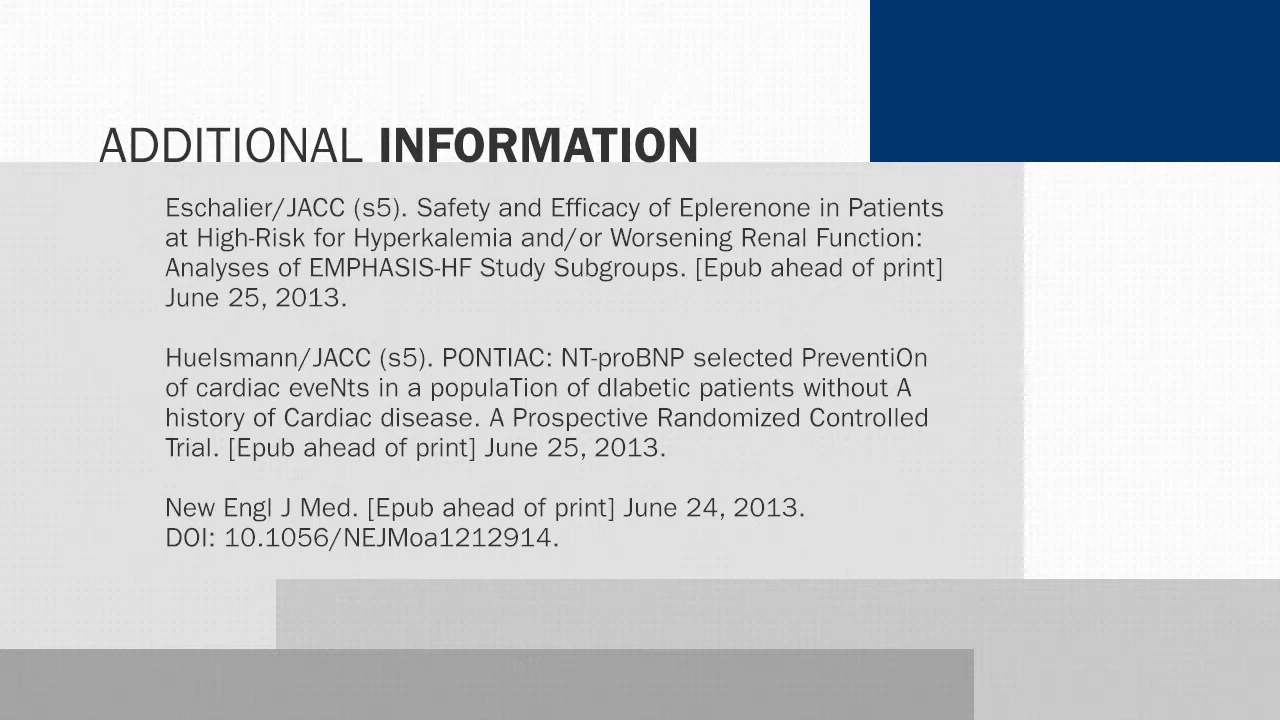 ADDITIONAL INFORMATION
Eschalier/JACC (s5). Safety and Efficacy of Eplerenone in Patients
at High-Risk for Hyperkalemia and/or Worsening Renal Function:
Analyses of EMPHASIS-HF Study Subgroups. [Epub ahead of print]
June 25, 2013.
Huelsmann/JACC (s5). PONTIAC: NT-proBNP selected PreventiOn
of cardiac eveNts in a populaTion of dIabetic patients without A
history of Cardiac disease. A Prospective Randomized Controlled
Trial. [Epub ahead of print] June 25, 2013.
New Engl J Med. [Epub ahead of print] June 24, 2013.
DOI: 10.1056/NEJMoa1212914.